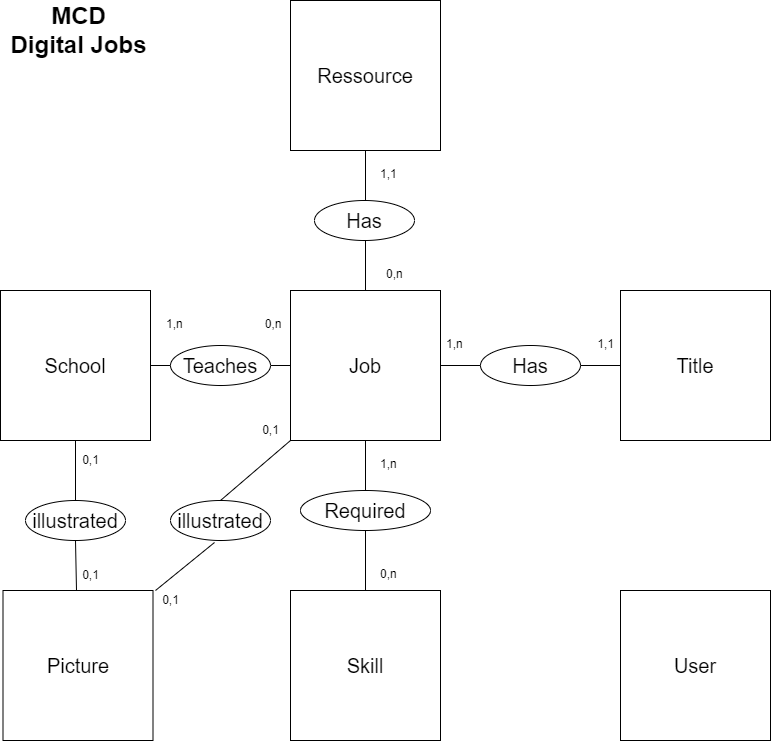 MCD
Digital Jobs
Ressource
1,1
Has
0,n
School
1,n
Teaches
0,n
Job
1,n
Has
1,1
Title
0,1
0,1
1,n
illustrated
illustrated
Required
0,1
0,1
0,n
Picture
Skill
User